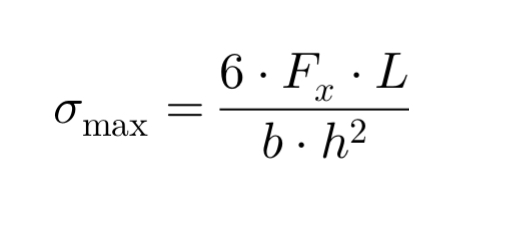 σ_max = (6 · F_x · L) / (b · h²)